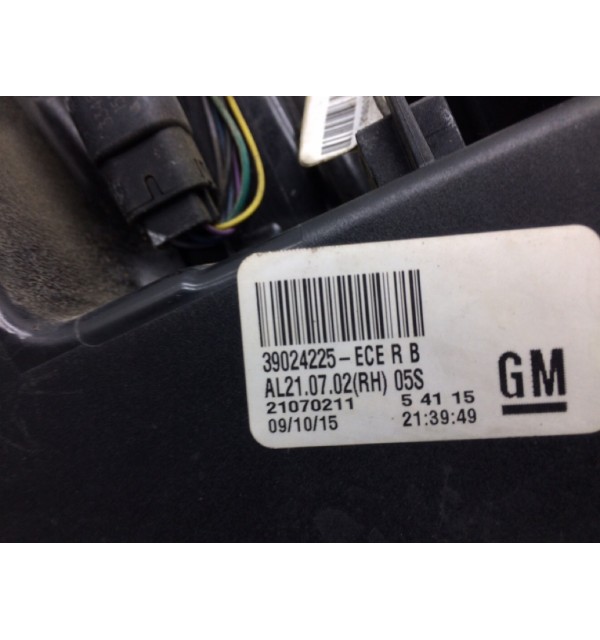 39024225-ECE R B
AL21.07.02(RH) 05S
21070211 5 41 15
09/10/15 21:39:49
GM